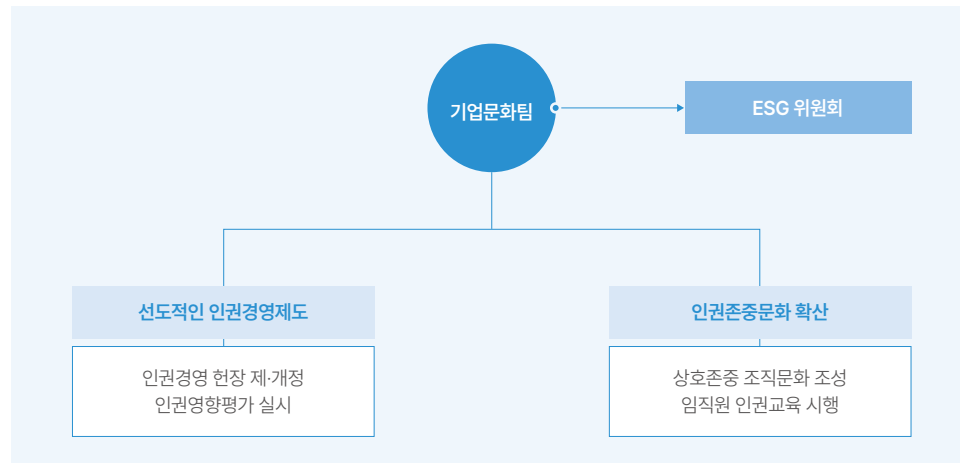 기업문화팀
ESG 위원회
선도적인 인권경영제도
인권경영 헌장 제·개정
인권영향평가 실시
인권존중문화 확산
상호존중 조직문화 조성
임직원 인권교육 시행